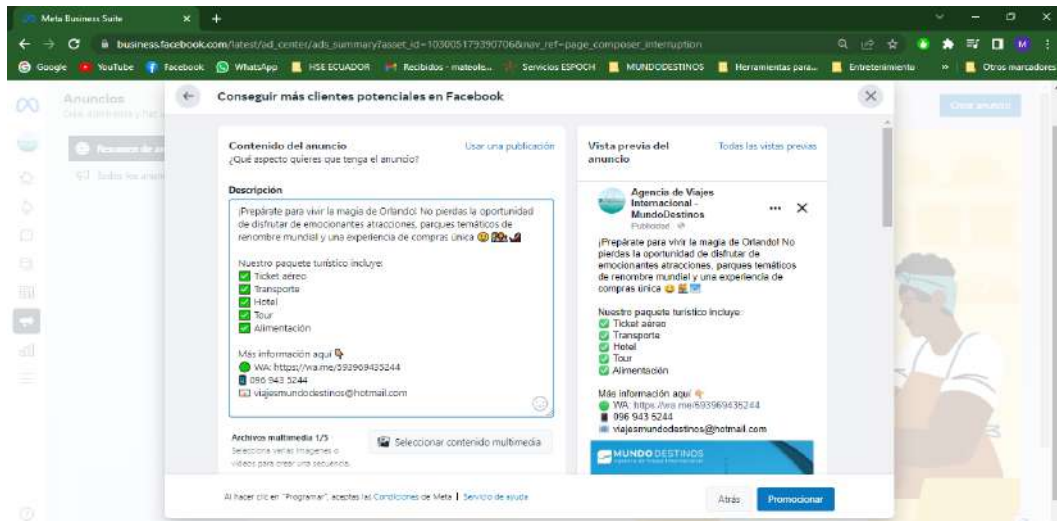 Meta Business Suite
business.facebook.com/latest/ad_center/ads_summary?asset_id=103005179390706&nav_ref=page_composer_interruption
Google YouTube Facebook WhatsApp HSE ECUADOR Recibidos - mateola... Servicios ESPOCH MUNDODESTINOS Herramientas para... Entretenimiento Otros marcadores
Anuncios
Crear anuncio
Resumen de an
Todos los anun
Conseguir más clientes potenciales en Facebook
Contenido del anuncio
Usar una publicación
¿Qué aspecto quieres que tenga el anuncio?
Descripción
¡Prepárate para vivir la magia de Orlando! No pierdas la oportunidad
de disfrutar de emocionantes atracciones, parques temáticos de
renombre mundial y una experiencia de compras única
Nuestro paquete turístico incluye:
✅ Ticket aéreo
✅ Transporte
✅ Hotel
✅ Tour
✅ Alimentación
Más información aquí
WA: https://wa.me/593969435244
096 943 5244
viajesmundodestinos@hotmail.com
Archivos multimedia 1/5
Selecciona varias imágenes o
vídeos para crear una secuencia.
Seleccionar contenido multimedia
Vista previa del
anuncio
Todas las vistas previas
Agencia de Viajes
Internacional -
MundoDestinos
Publicidad
¡Prepárate para vivir la magia de Orlando! No
pierdas la oportunidad de disfrutar de
emocionantes atracciones, parques temáticos
de renombre mundial y una experiencia de
compras única
Nuestro paquete turístico incluye:
✅ Ticket aéreo
✅ Transporte
✅ Hotel
✅ Tour
✅ Alimentación
Más información aquí
WA: https://wa.me/593969435244
096 943 5244
viajesmundodestinos@hotmail.com
MUNDO DESTINOS
Al hacer clic en "Programar", aceptas las Condiciones de Meta | Servicio de ayuda
Atrás
Promocionar